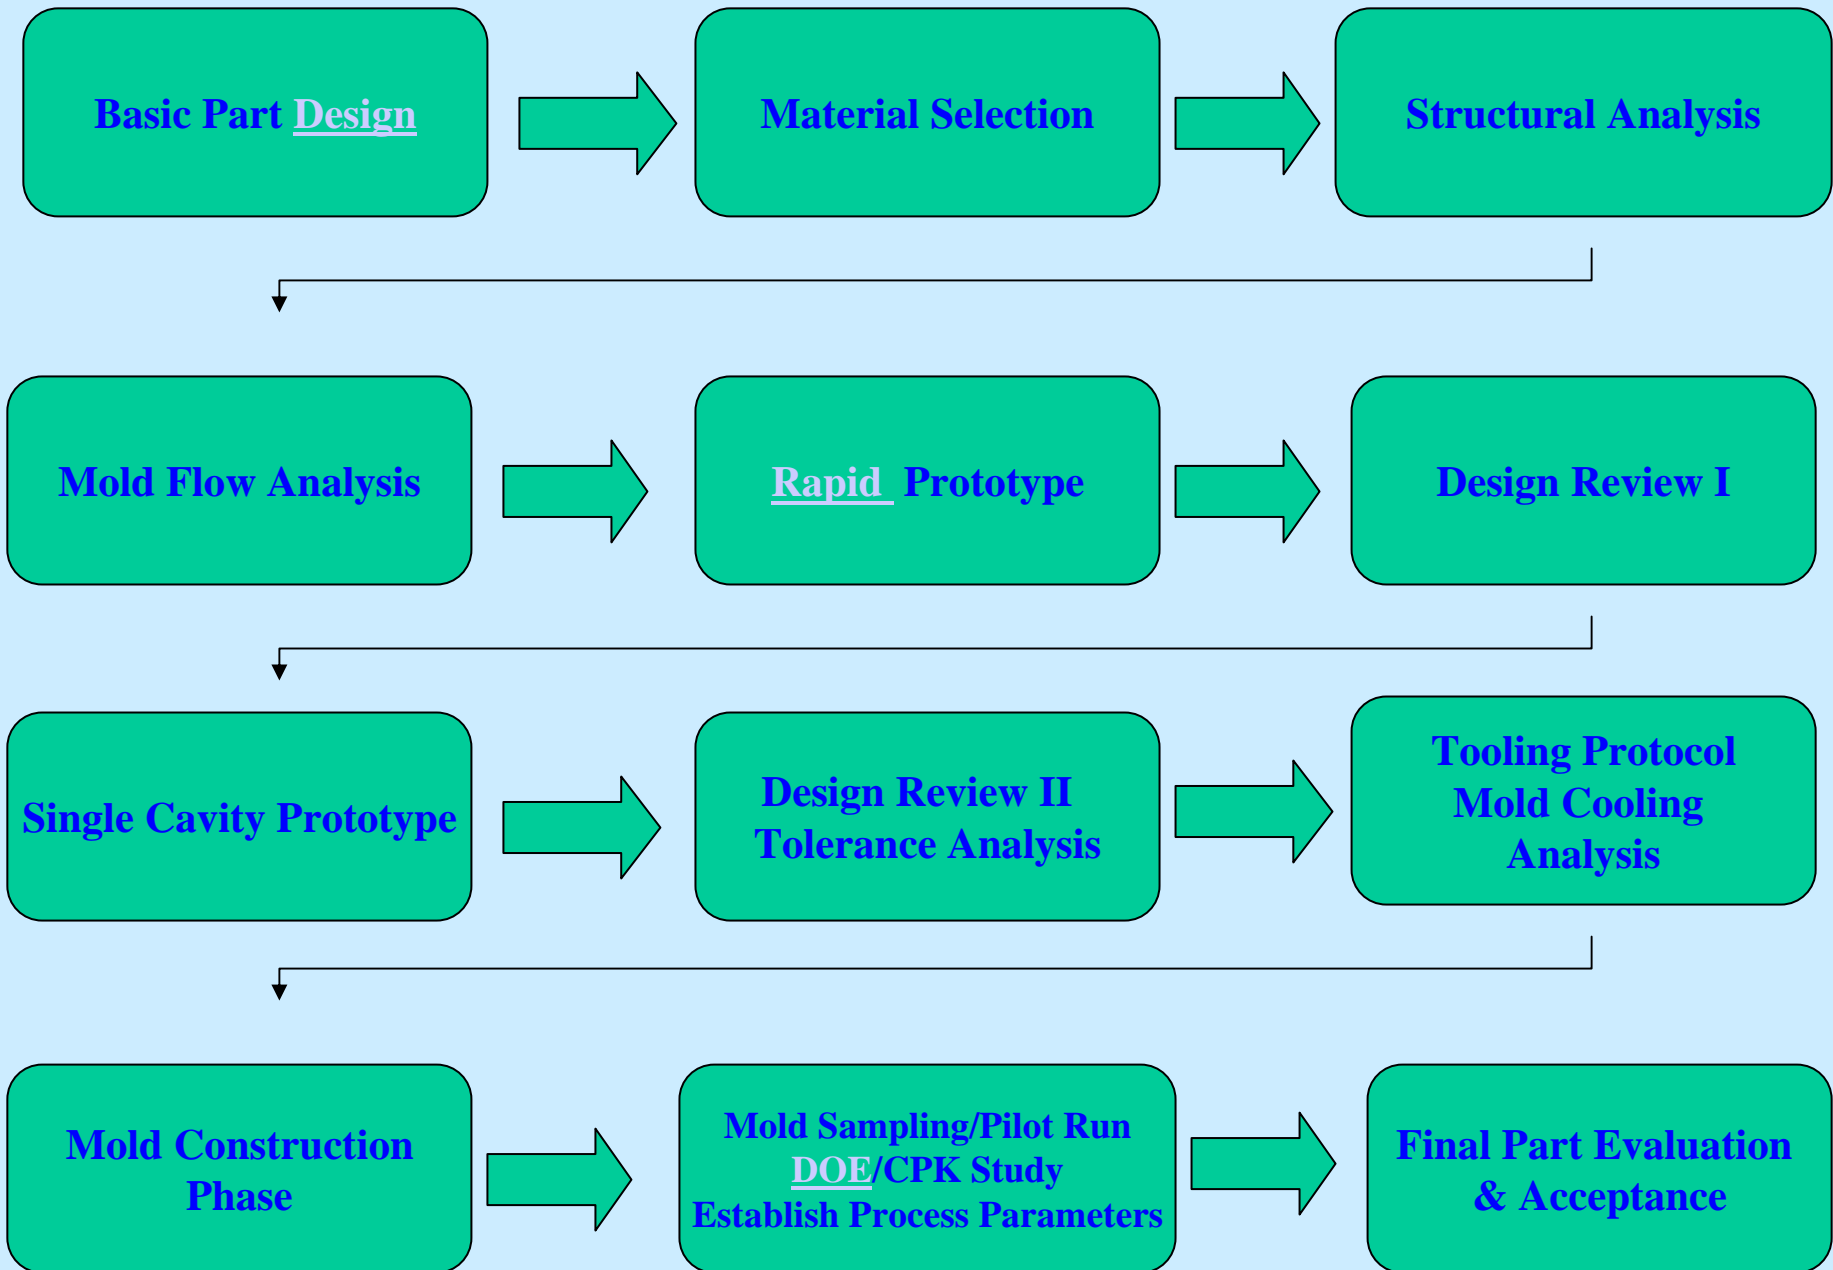 Basic Part Design
Material Selection
Structural Analysis
Mold Flow Analysis
Rapid  Prototype
Design Review I
Single Cavity Prototype
Design Review II
Tolerance Analysis
Tooling Protocol
Mold Cooling
Analysis
Mold Construction
Phase
Mold Sampling/Pilot Run
DOE/CPK Study
Establish Process Parameters
Final Part Evaluation
& Acceptance